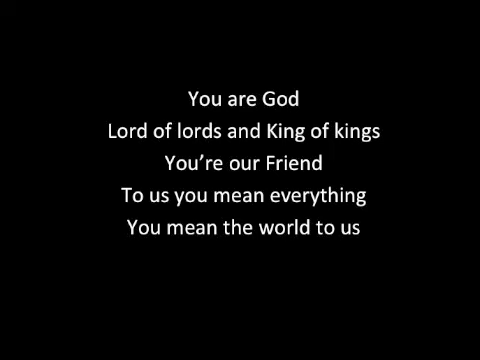 You are God
Lord of lords and King of kings
You’re our Friend
To us you mean everything
You mean the world to us